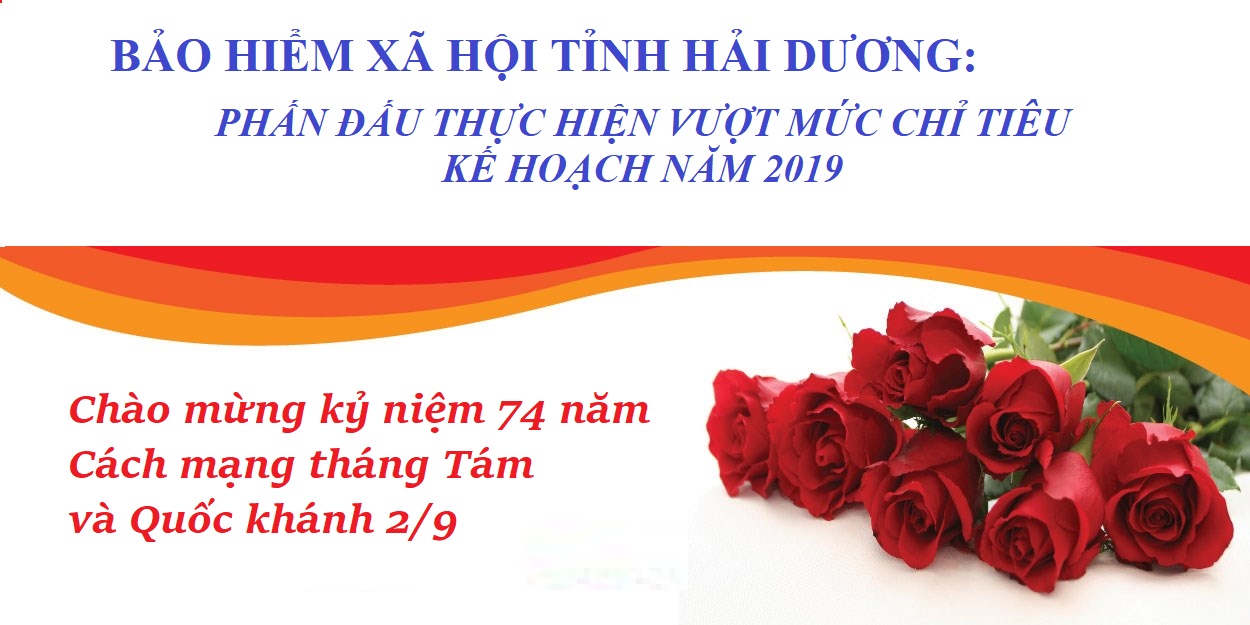 BẢO HIỂM XÃ HỘI TỈNH HẢI DƯƠNG:
PHẤN ĐẤU THỰC HIỆN VƯỢT MỨC CHỈ TIÊU
KẾ HOẠCH NĂM 2019
Chào mừng kỷ niệm 74 năm
Cách mạng tháng Tám
và Quốc khánh 2/9